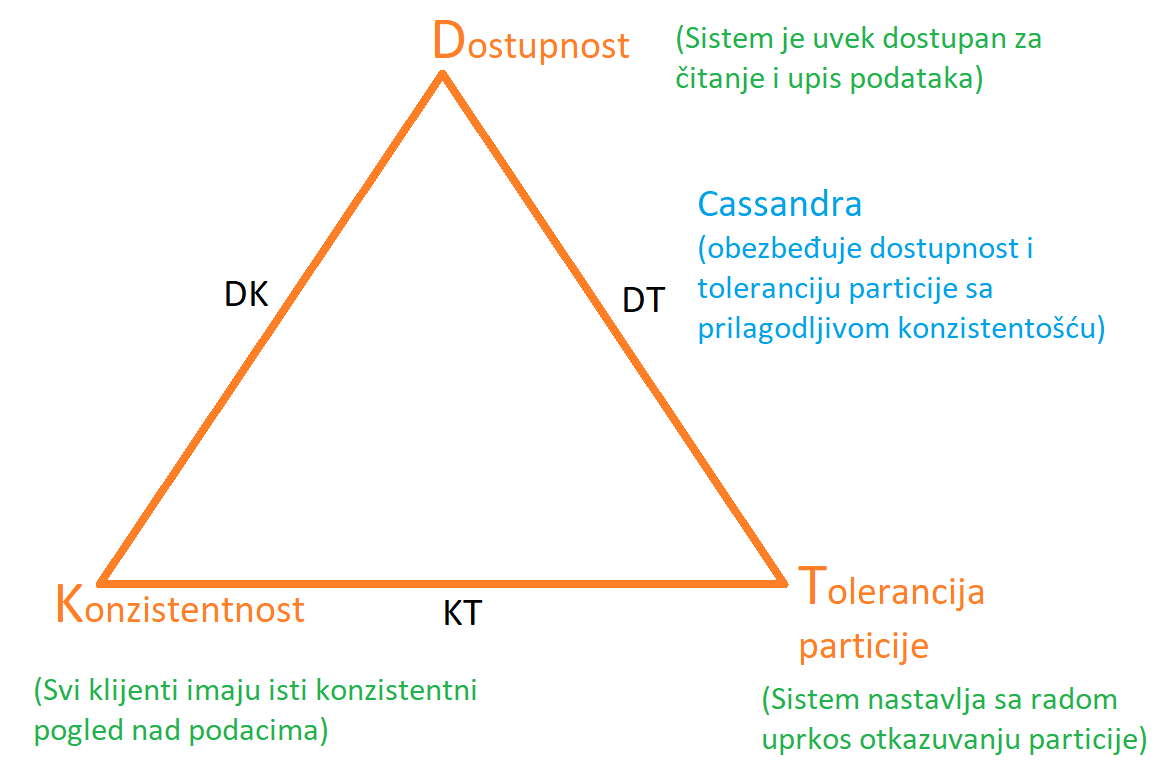 Dostupnost
(Sistem je uvek dostupan za
čitanje i upis podataka)
Cassandra
(obezbeđuje dostupnost i
toleranciju particije sa
prilagodljivom konzistentošću)
DK
DT
Konzistentnost
KT
Tolerancija
particije
(Svi klijenti imaju isti konzistentni
pogled nad podacima)
(Sistem nastavlja sa radom
uprkos otkazuvanju particije)